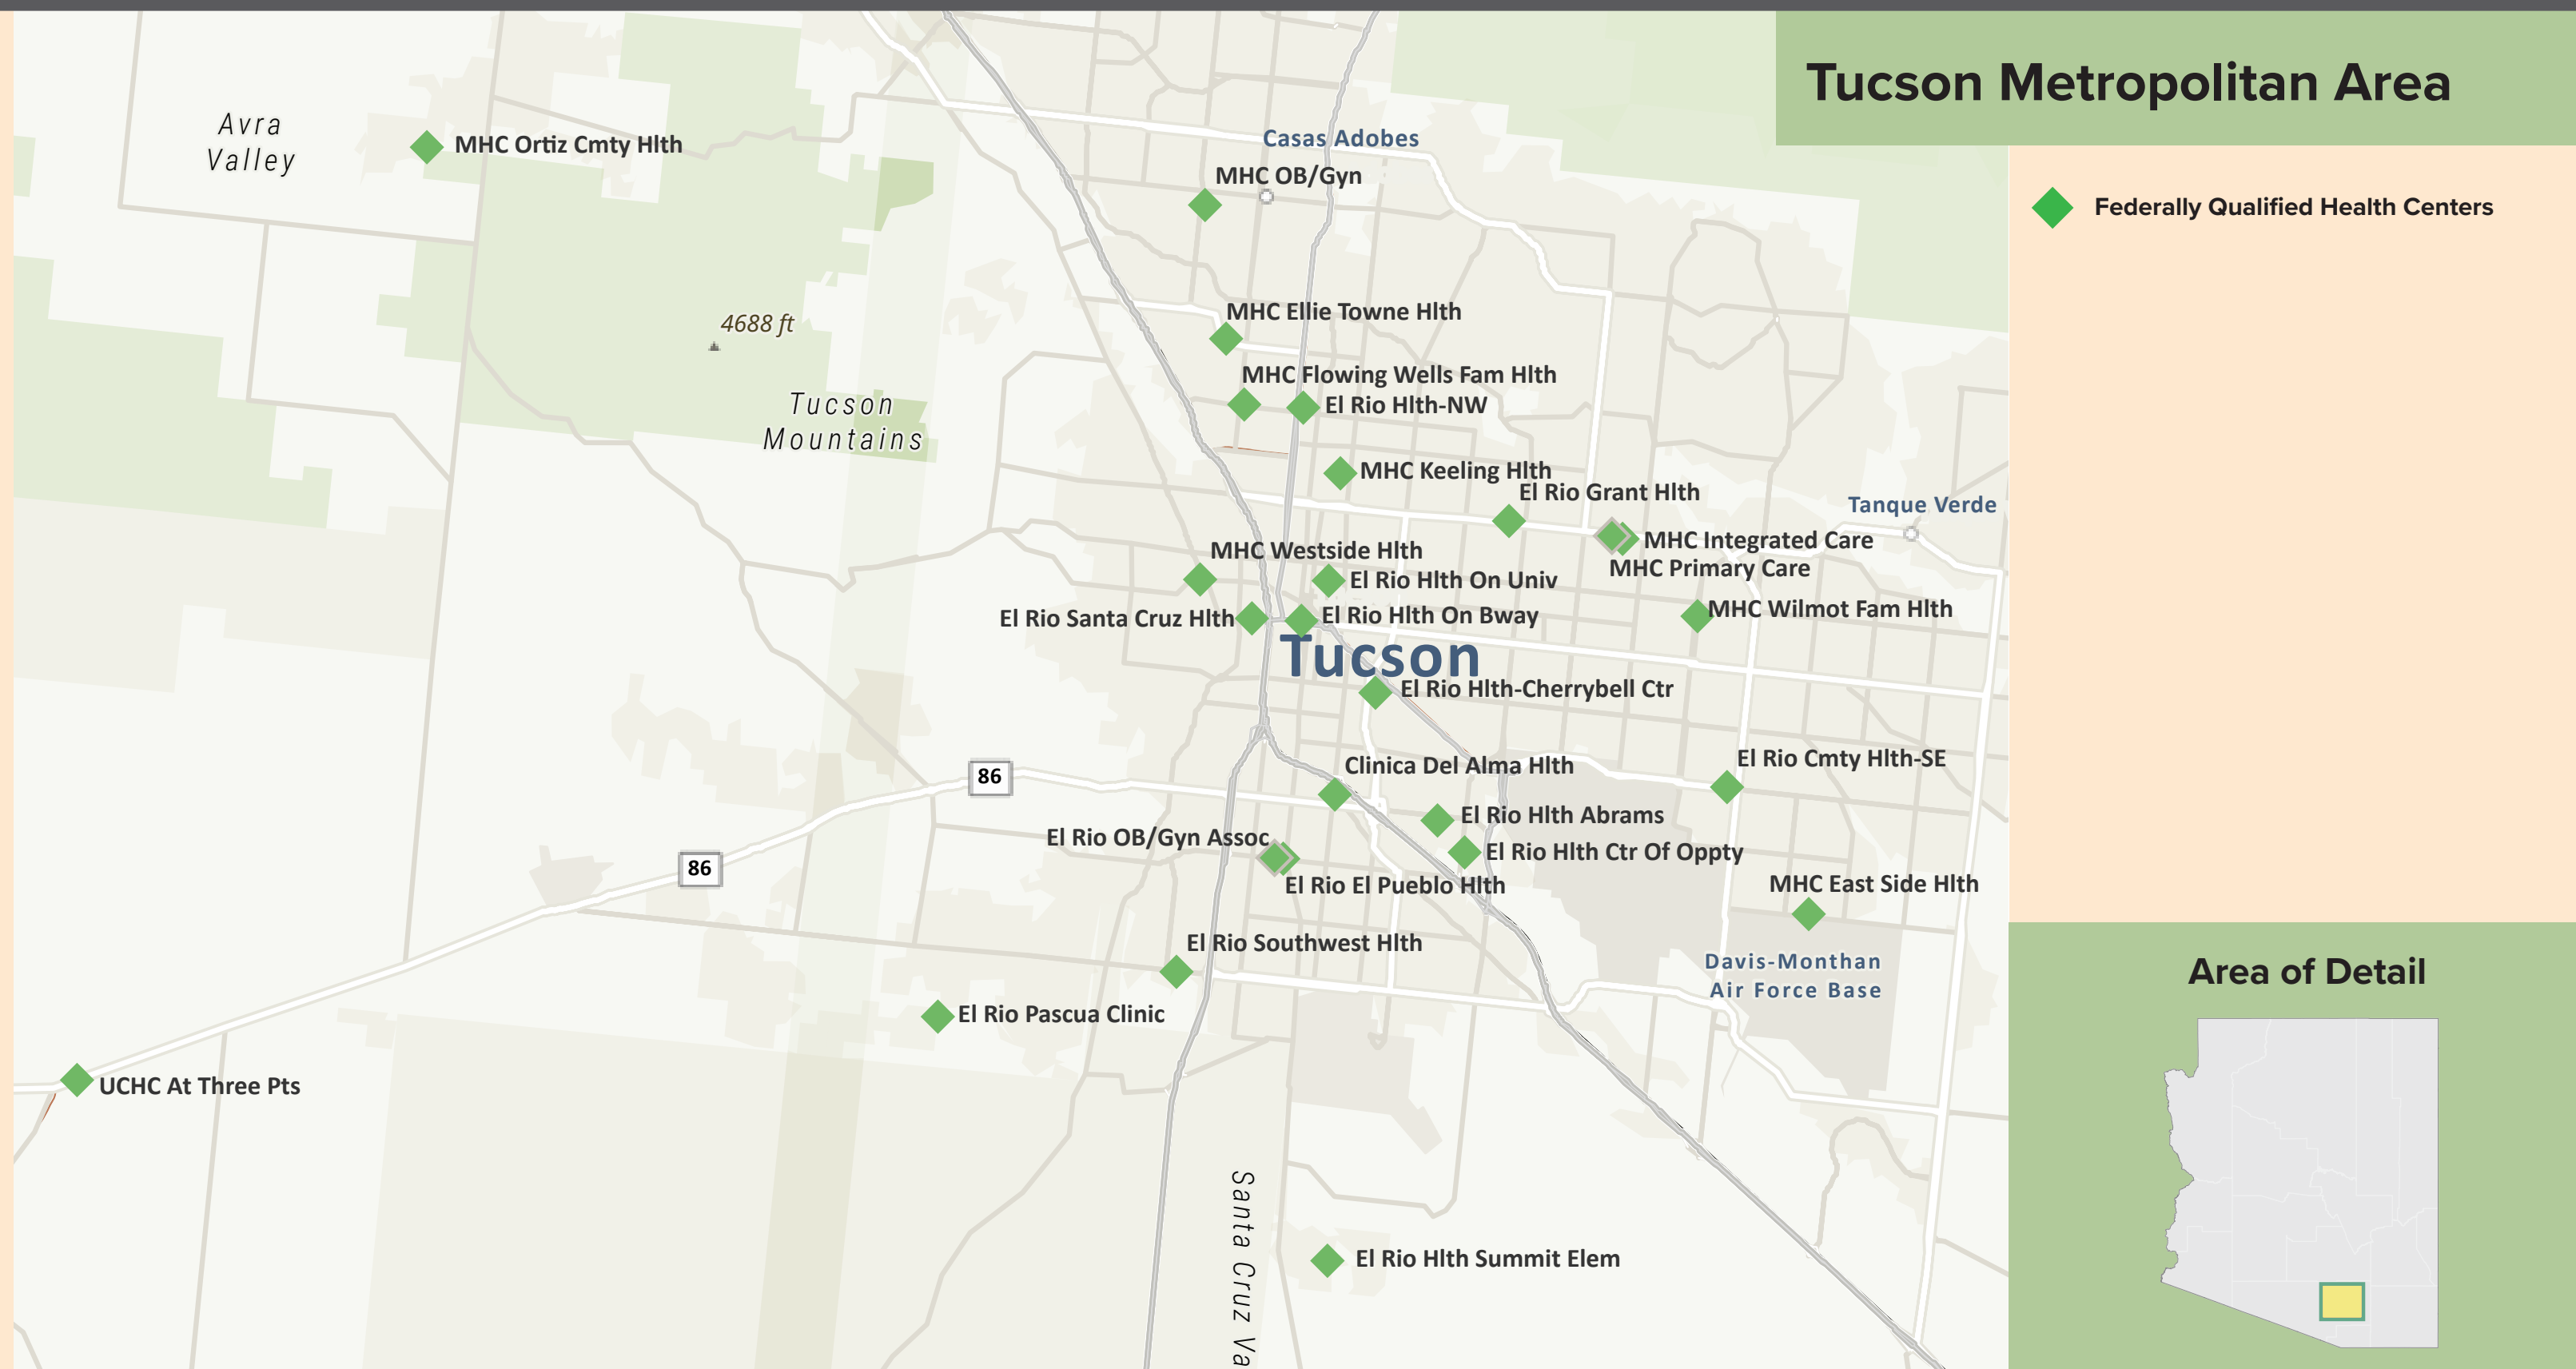 Tucson Metropolitan Area
Avra
Valley
MHC Ortiz Cmty Hlth
Casas Adobes
MHC OB/Gyn
Federally Qualified Health Centers
4688 ft
MHC Ellie Towne Hlth
Tucson
Mountains
MHC Flowing Wells Fam Hlth
El Rio Hlth-NW
MHC Keeling Hlth
El Rio Grant Hlth
Tanque Verde
MHC Integrated Care
MHC Primary Care
MHC Westside Hlth
El Rio Hlth On Univ
El Rio Santa Cruz Hlth
El Rio Hlth On Bway
MHC Wilmot Fam Hlth
Tucson
El Rio Hlth-Cherrybell Ctr
86
Clinica Del Alma Hlth
El Rio Cmty Hlth-SE
El Rio Hlth Abrams
El Rio OB/Gyn Assoc
86
El Rio Hlth Ctr Of Oppty
El Rio El Pueblo Hlth
MHC East Side Hlth
El Rio Southwest Hlth
Davis-Monthan
Air Force Base
Area of Detail
El Rio Pascua Clinic
UCHC At Three Pts
Santa Cruz Va
El Rio Hlth Summit Elem